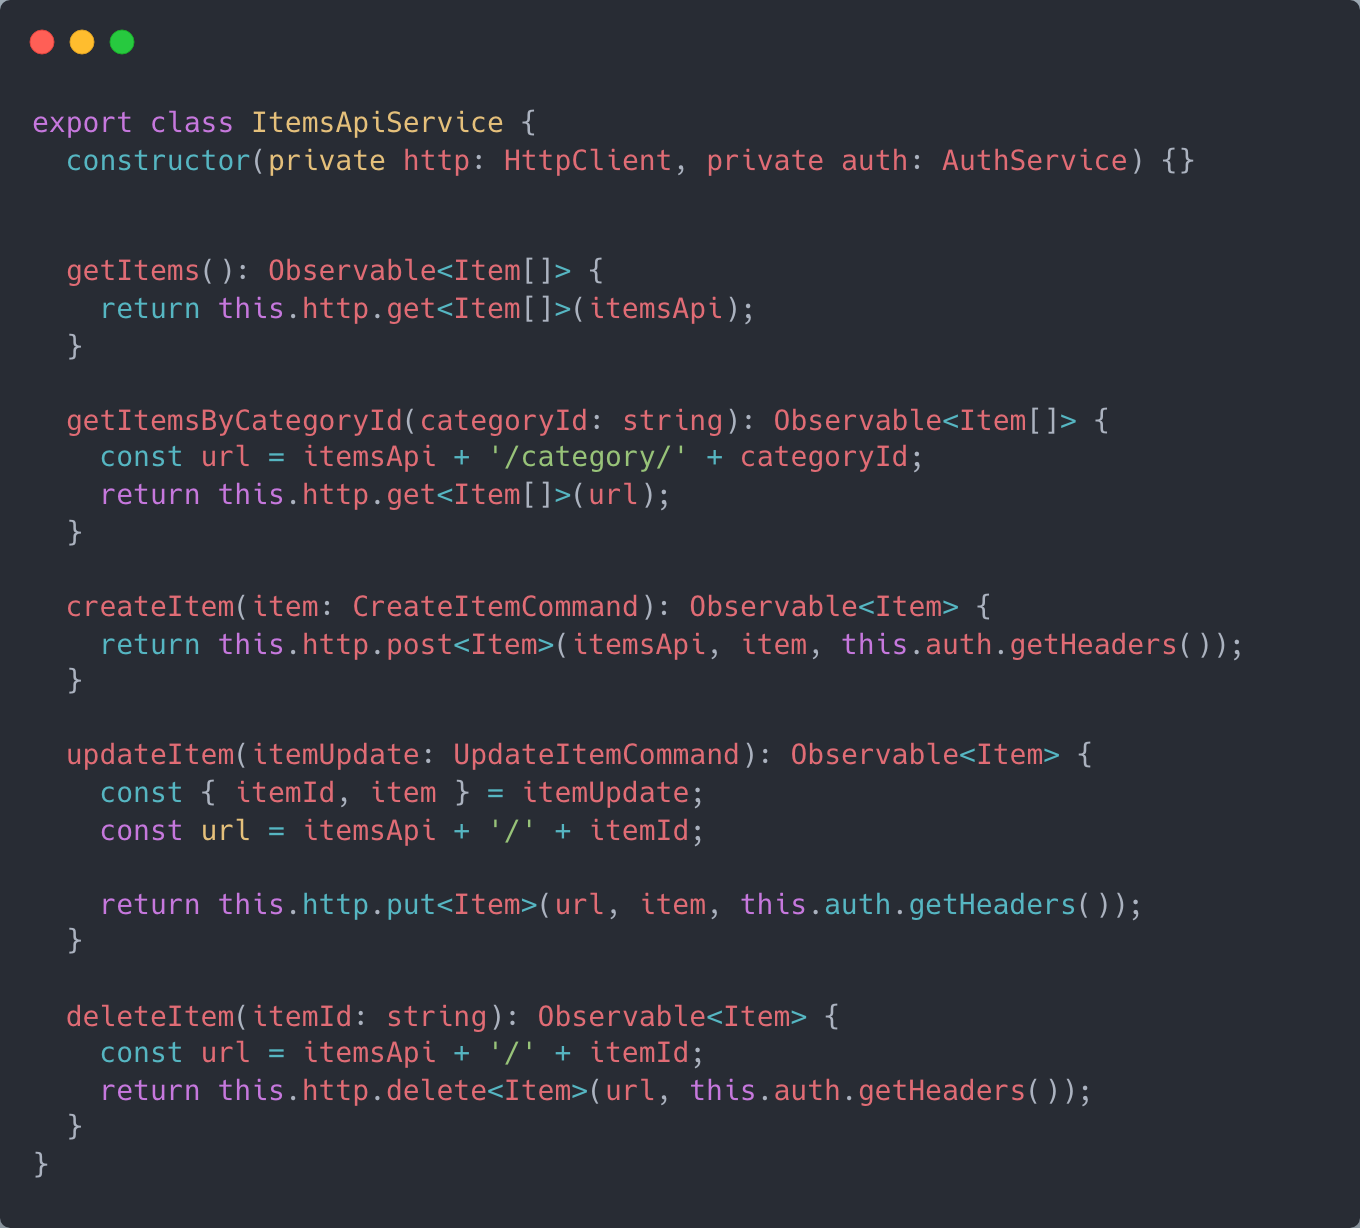 export class ItemsApiService {
  constructor(private http: HttpClient, private auth: AuthService) {}


  getItems(): Observable<Item[]> {
    return this.http.get<Item[]>(itemsApi);
  }

  getItemsByCategoryId(categoryId: string): Observable<Item[]> {
    const url = itemsApi + '/category/' + categoryId;
    return this.http.get<Item[]>(url);
  }

  createItem(item: CreateItemCommand): Observable<Item> {
    return this.http.post<Item>(itemsApi, item, this.auth.getHeaders());
  }

  updateItem(itemUpdate: UpdateItemCommand): Observable<Item> {
    const { itemId, item } = itemUpdate;
    const url = itemsApi + '/' + itemId;

    return this.http.put<Item>(url, item, this.auth.getHeaders());
  }

  deleteItem(itemId: string): Observable<Item> {
    const url = itemsApi + '/' + itemId;
    return this.http.delete<Item>(url, this.auth.getHeaders());
  }
}